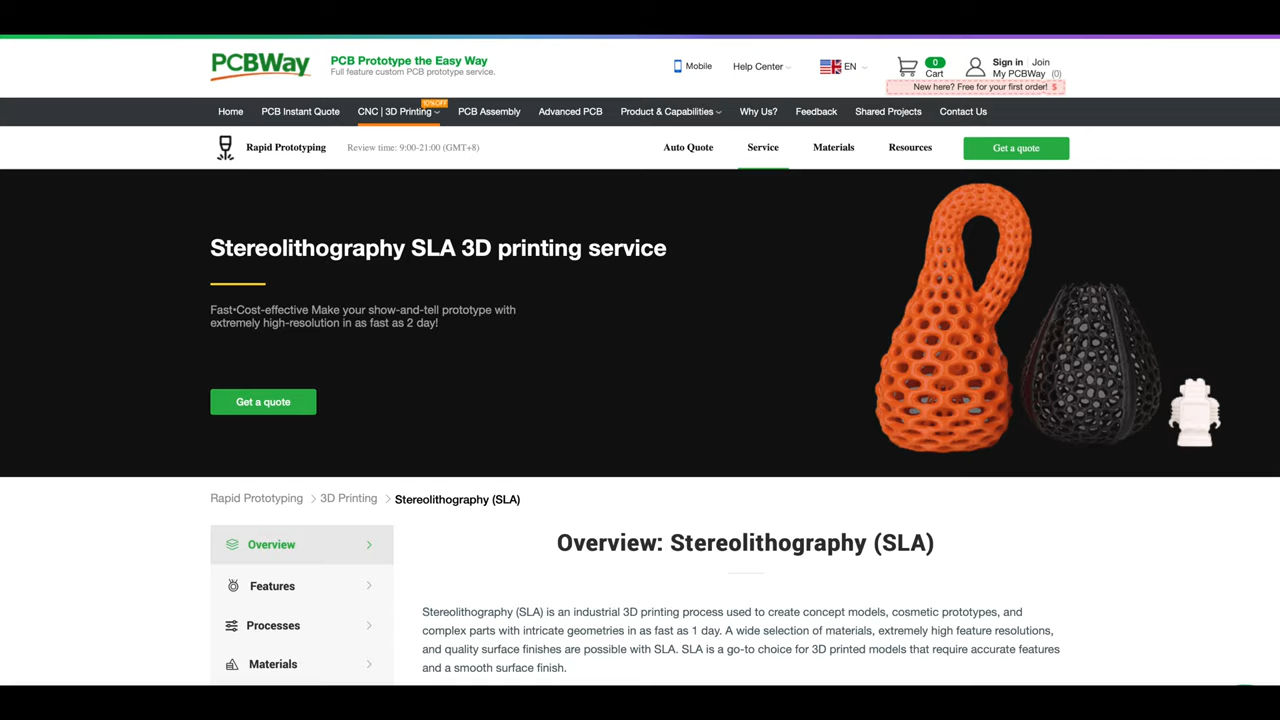 PCBWay
PCB Prototype the Easy Way
Full feature custom PCB prototype service.
Mobile
Help Center
EN
0
Cart
Sign in
Join
My PCBWay (0)
New here? Free for your first order! $
Home
PCB Instant Quote
CNC | 3D Printing
10%OFF
PCB Assembly
Advanced PCB
Product & Capabilities
Why Us?
Feedback
Shared Projects
Contact Us
Rapid Prototyping
Review time: 9:00-21:00 (GMT+8)
Auto Quote
Service
Materials
Resources
Get a quote
Stereolithography SLA 3D printing service
Fast•Cost-effective Make your show-and-tell prototype with
extremely high-resolution in as fast as 2 day!
Get a quote
Rapid Prototyping > 3D Printing > Stereolithography (SLA)
Overview
Features
Processes
Materials
Overview: Stereolithography (SLA)
Stereolithography (SLA) is an industrial 3D printing process used to create concept models, cosmetic prototypes, and
complex parts with intricate geometries in as fast as 1 day. A wide selection of materials, extremely high feature resolutions,
and quality surface finishes are possible with SLA. SLA is a go-to choice for 3D printed models that require accurate features
and a smooth surface finish.